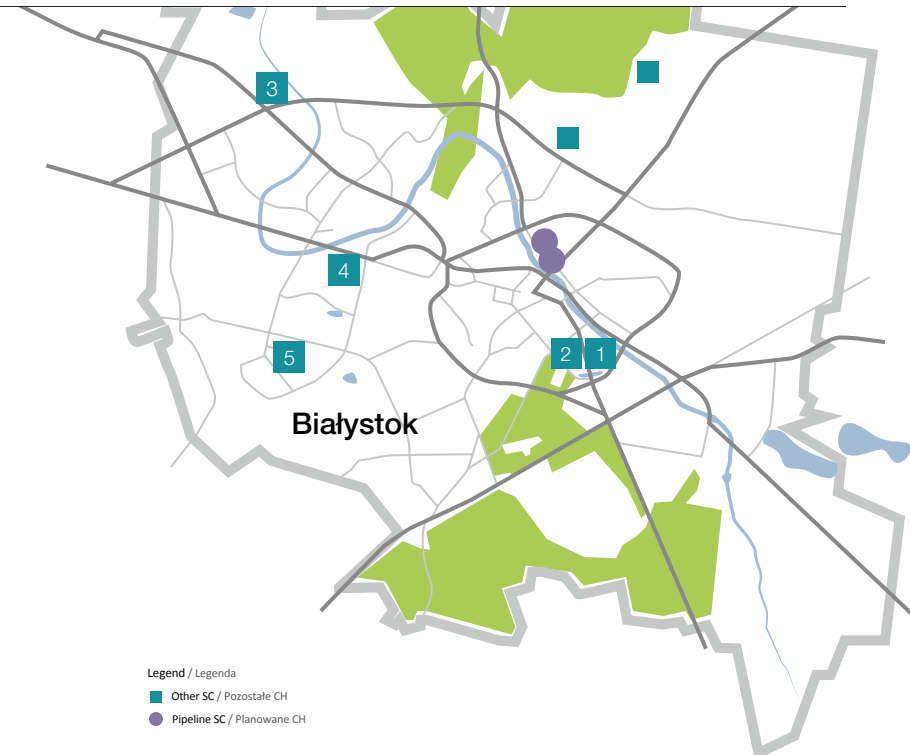 3
4
2 1
5
Białystok
Legend / Legenda
Other SC / Pozostałe CH
Pipeline SC / Planowane CH